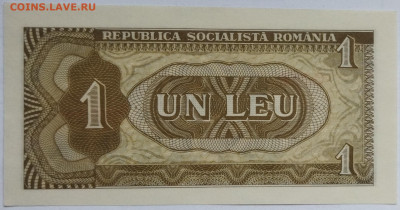 COINS.LAVE.RU
REPUBLICA SOCIALISTĂ ROMÂNIA
1
1 UN LEU
1